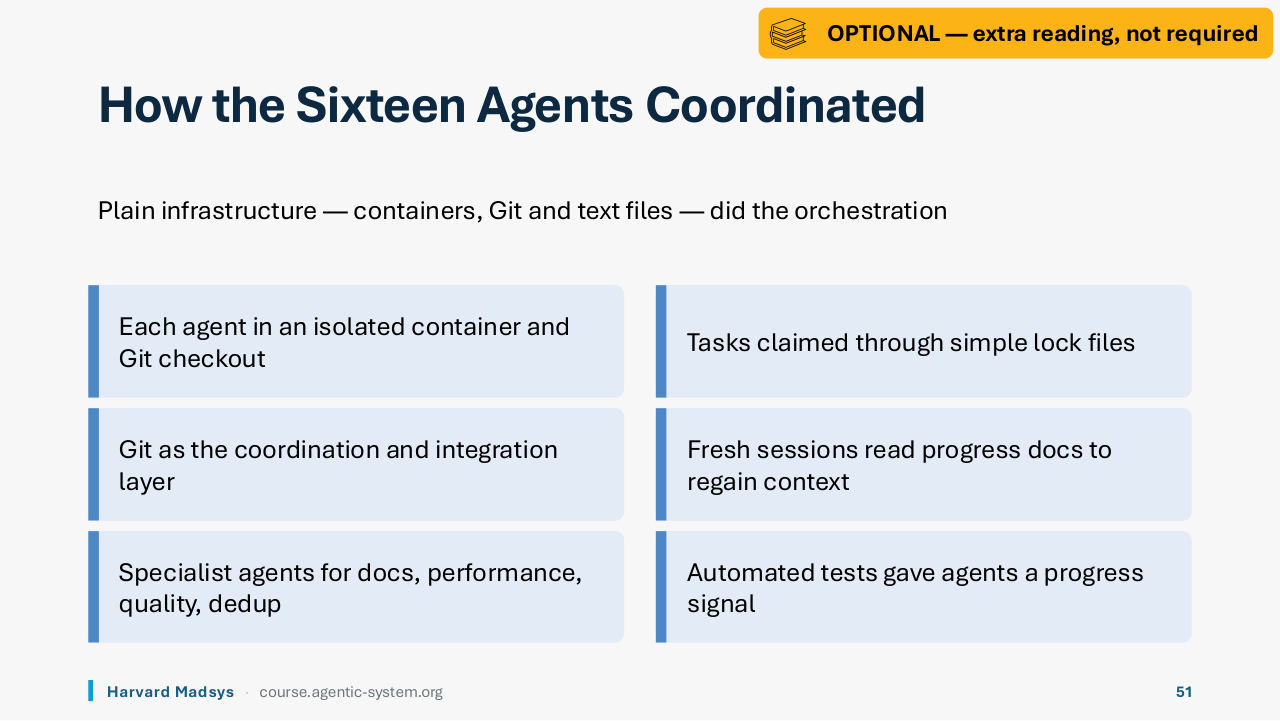 OPTIONAL — extra reading, not required
How the Sixteen Agents Coordinated
Plain infrastructure — containers, Git and text files — did the orchestration
Each agent in an isolated container and
Git checkout
Tasks claimed through simple lock files
Git as the coordination and integration
layer
Fresh sessions read progress docs to
regain context
Specialist agents for docs, performance,
quality, dedup
Automated tests gave agents a progress
signal
Harvard Madsys · course.agentic-system.org
51